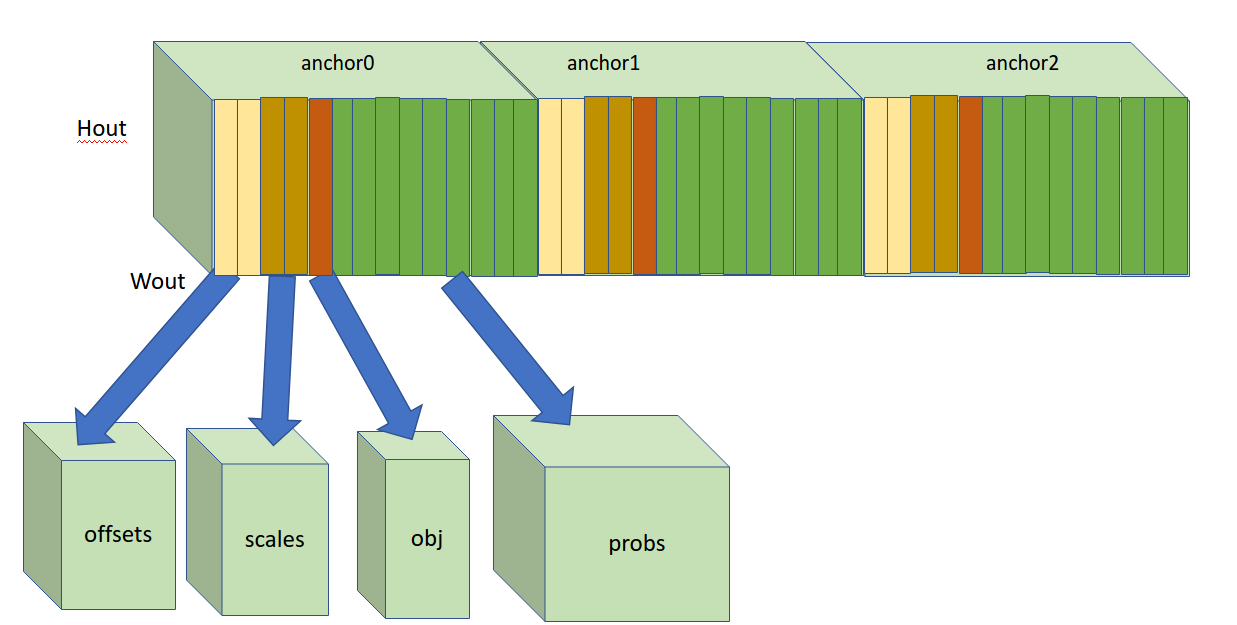 anchor0
anchor1
anchor2
Hout
Wout
offsets
scales
obj
probs